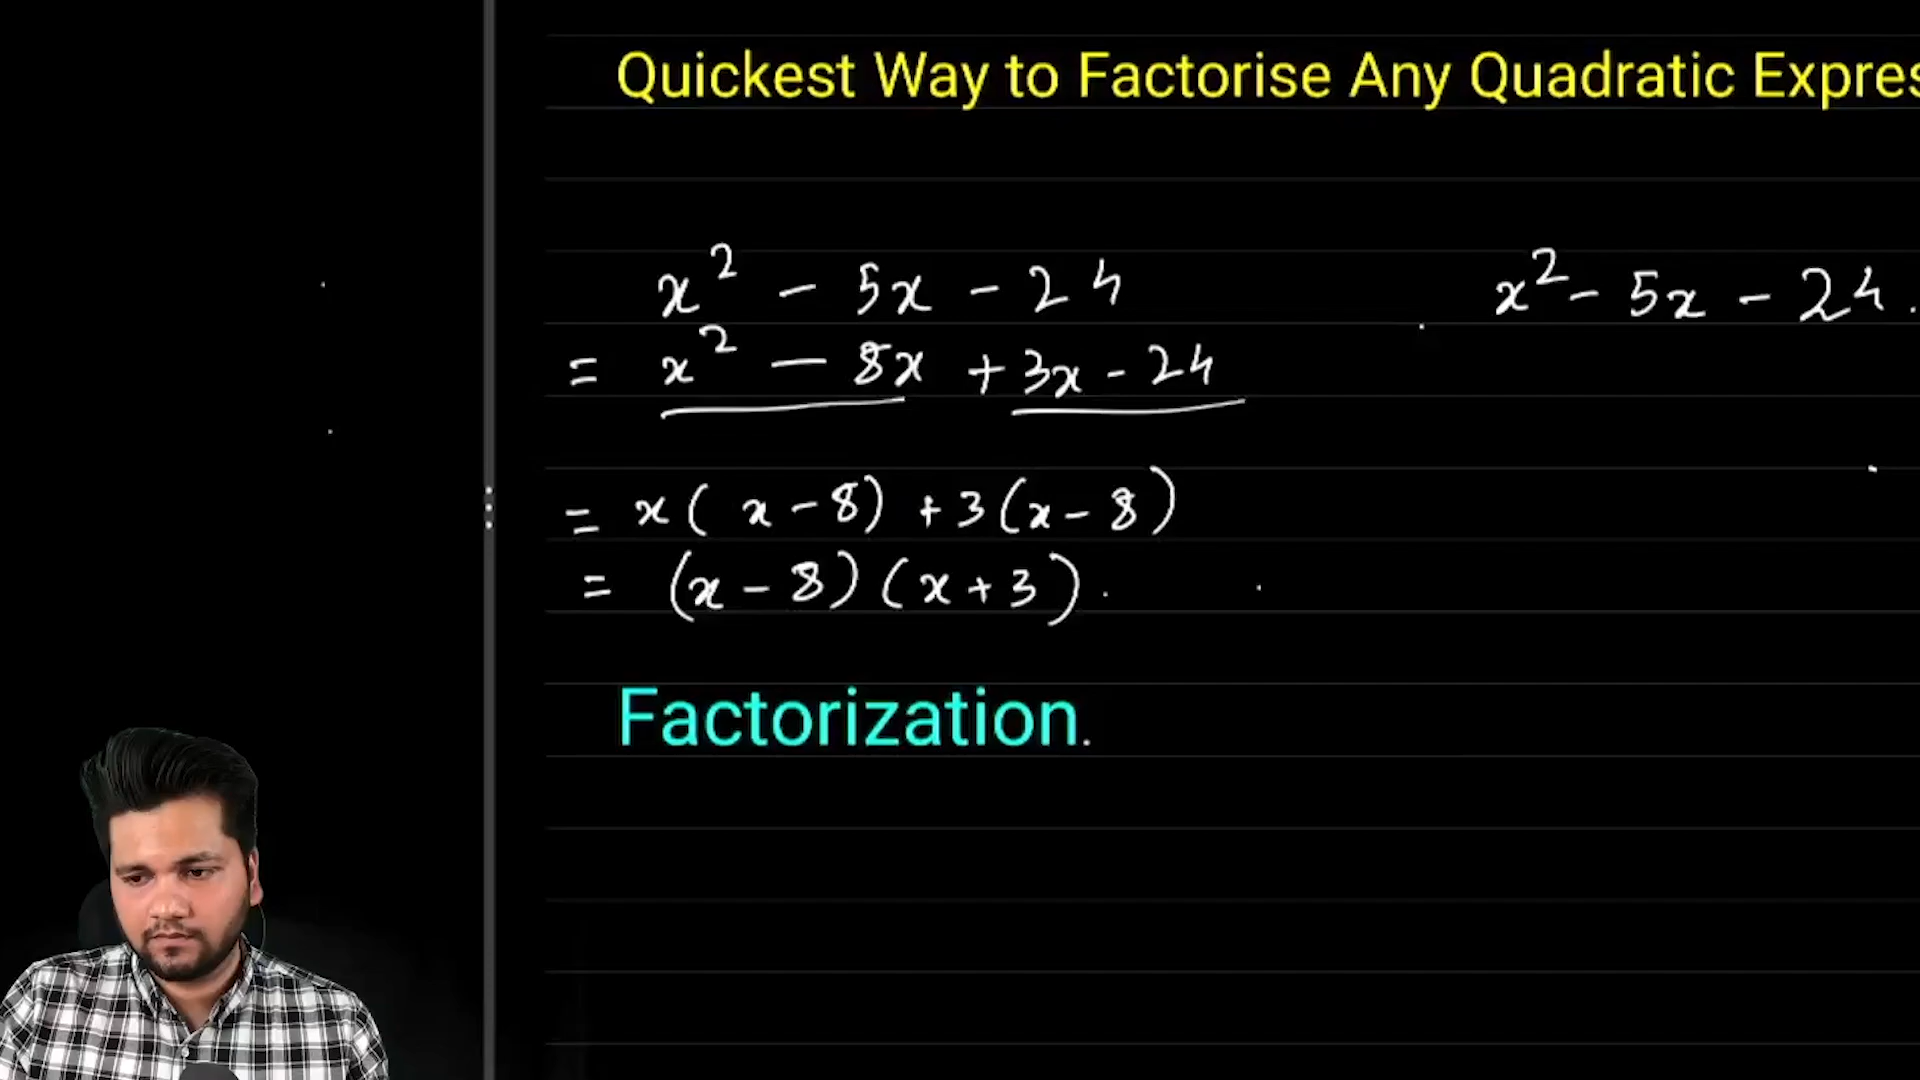 Quickest Way to Factorise Any Quadratic Expres
x² - 5x - 24
= x² - 8x + 3x - 24
= x( x - 8) + 3(x - 8)
= (x - 8) (x + 3).
x² - 5x - 24.
Factorization.